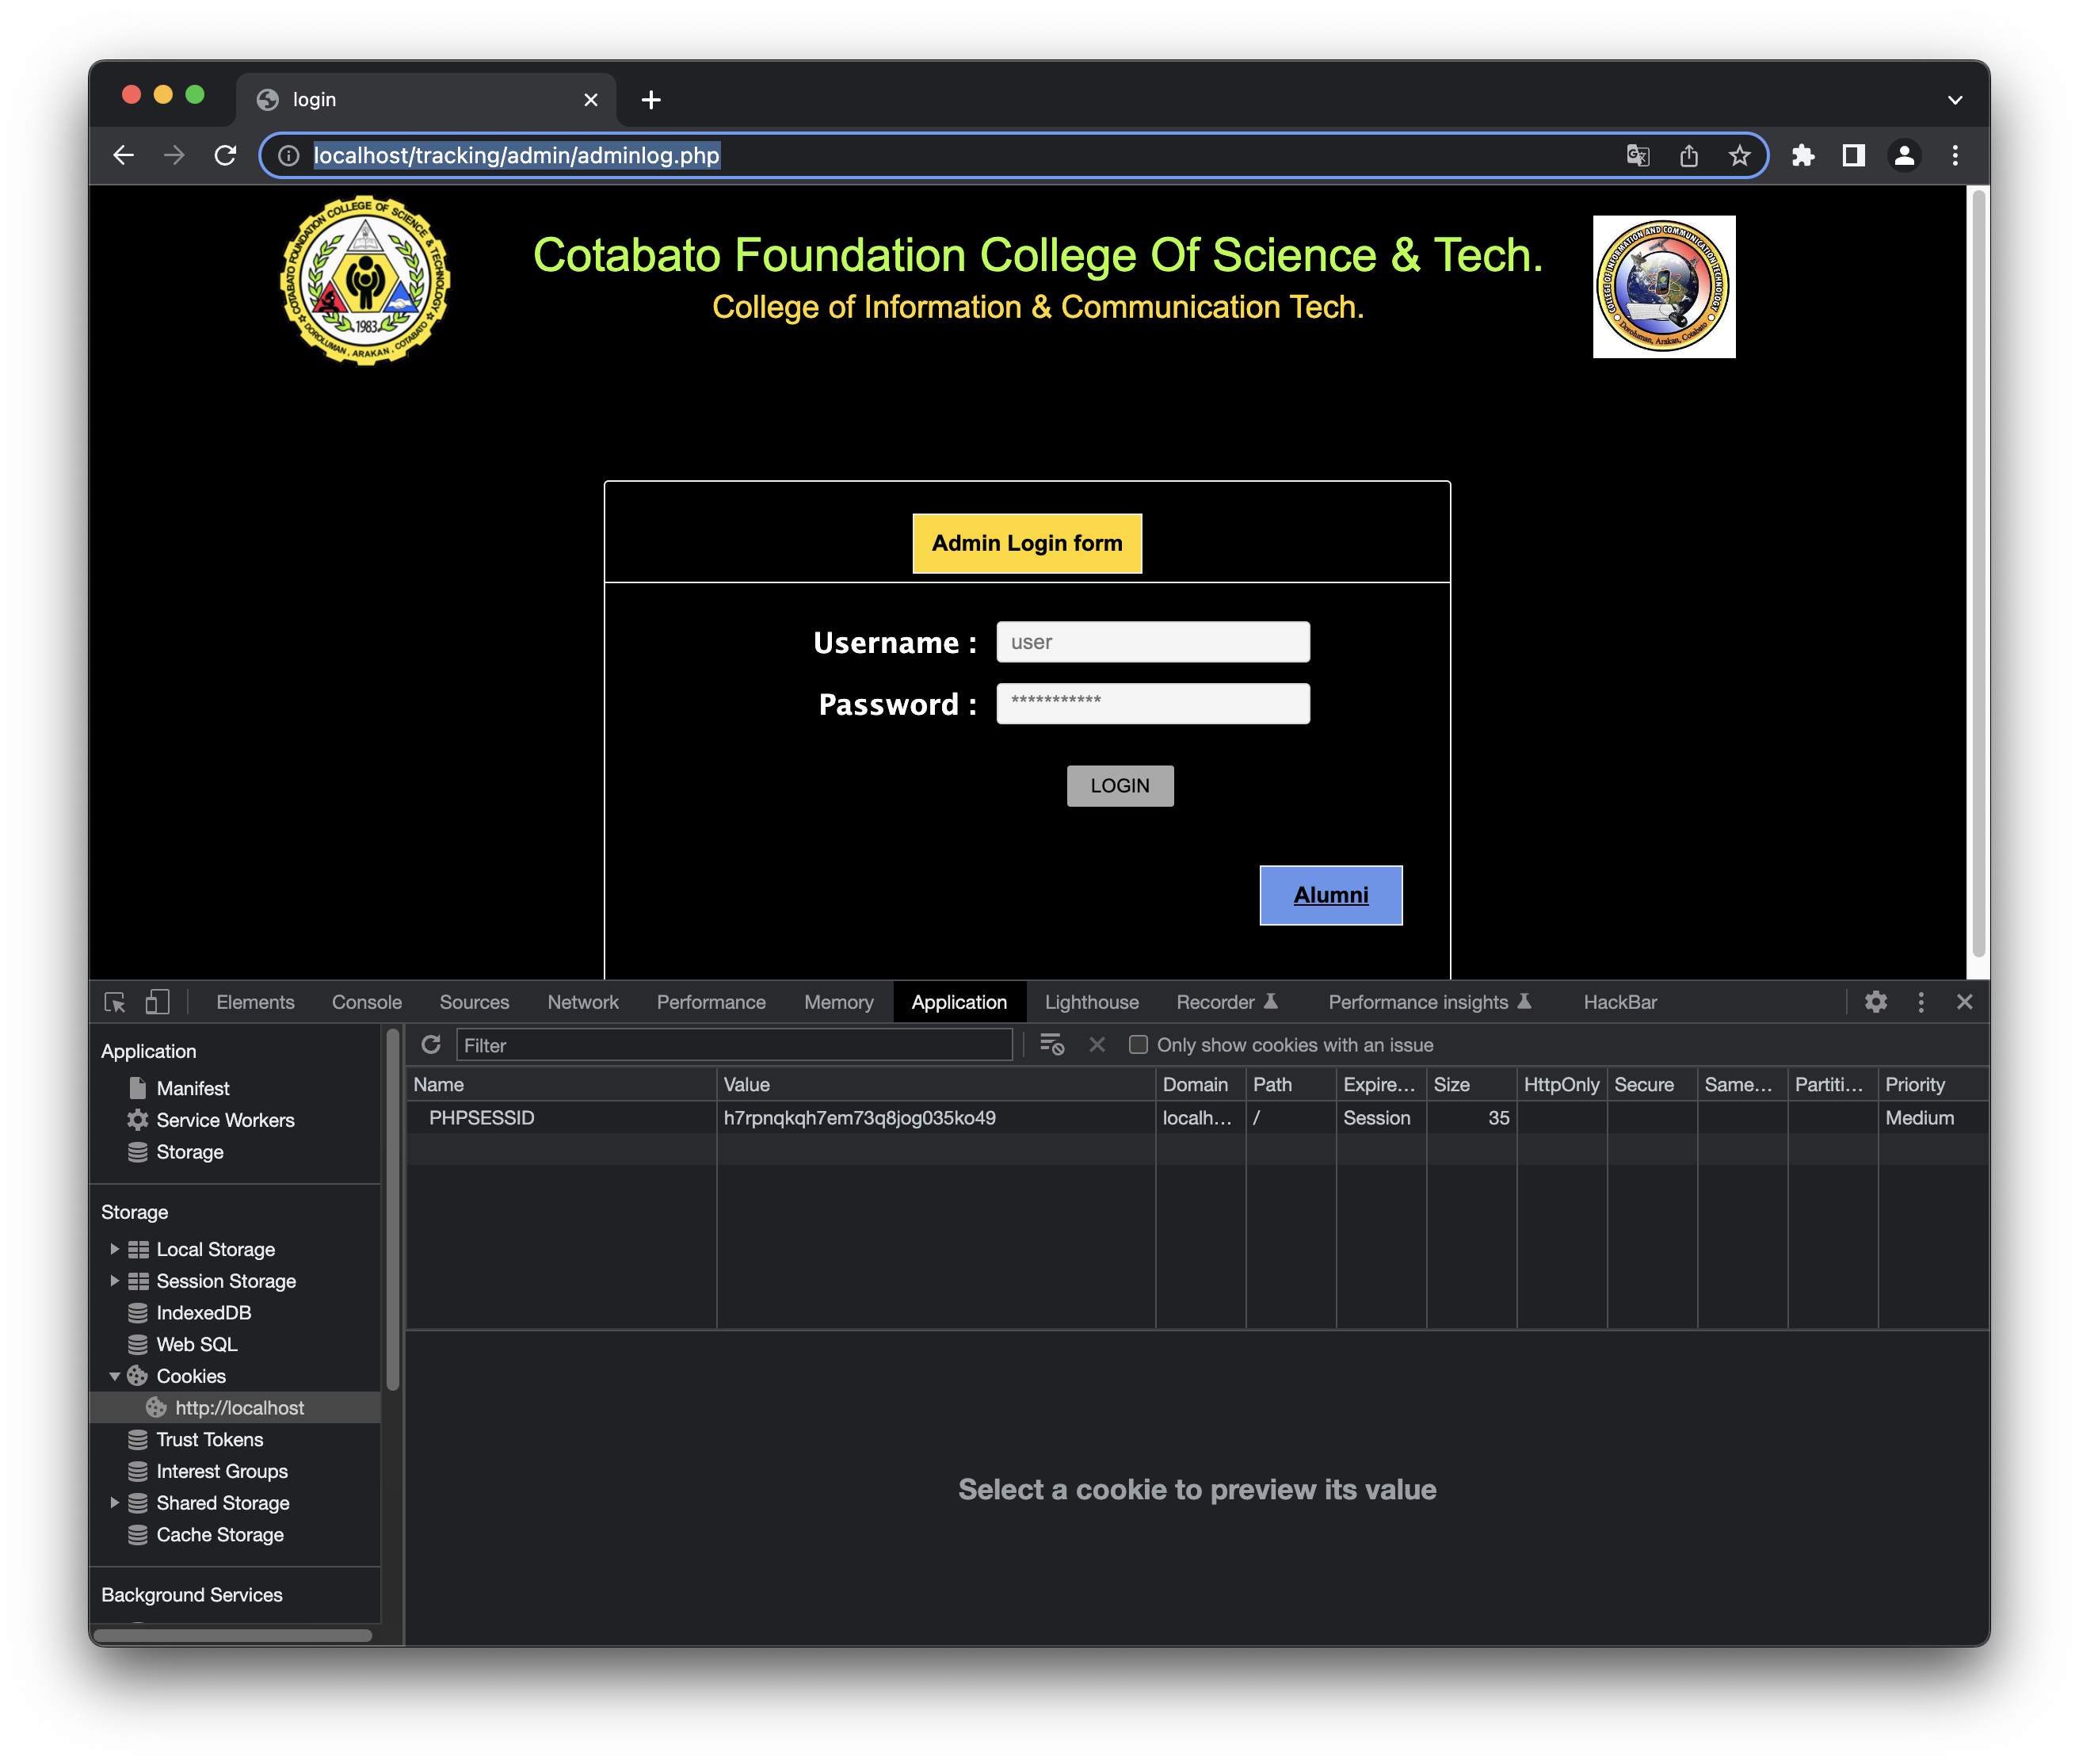 login
localhost/tracking/admin/adminlog.php
COTABATO FOUNDATION COLLEGE OF SCIENCE & TECHNOLOGY
1983
DOROLUMAN, ARAKAN, COTABATO
Cotabato Foundation College Of Science & Tech.
College of Information & Communication Tech.
COLLEGE OF INFORMATION AND COMMUNICATION TECHNOLOGY
Doroluman, Arakan, Cotabato
Admin Login form
Username : user
Password : ***********
LOGIN
Alumni
Elements Console Sources Network Performance Memory Application Lighthouse Recorder Performance insights HackBar
Application
Manifest
Service Workers
Storage
Storage
Local Storage
Session Storage
IndexedDB
Web SQL
Cookies
http://localhost
Trust Tokens
Interest Groups
Shared Storage
Cache Storage
Background Services
Filter Only show cookies with an issue
Name Value Domain Path Expire... Size HttpOnly Secure Same... Partiti... Priority
PHPSESSID h7rpnqkqh7em73q8jog035ko49 localh... / Session 35 Medium
Select a cookie to preview its value